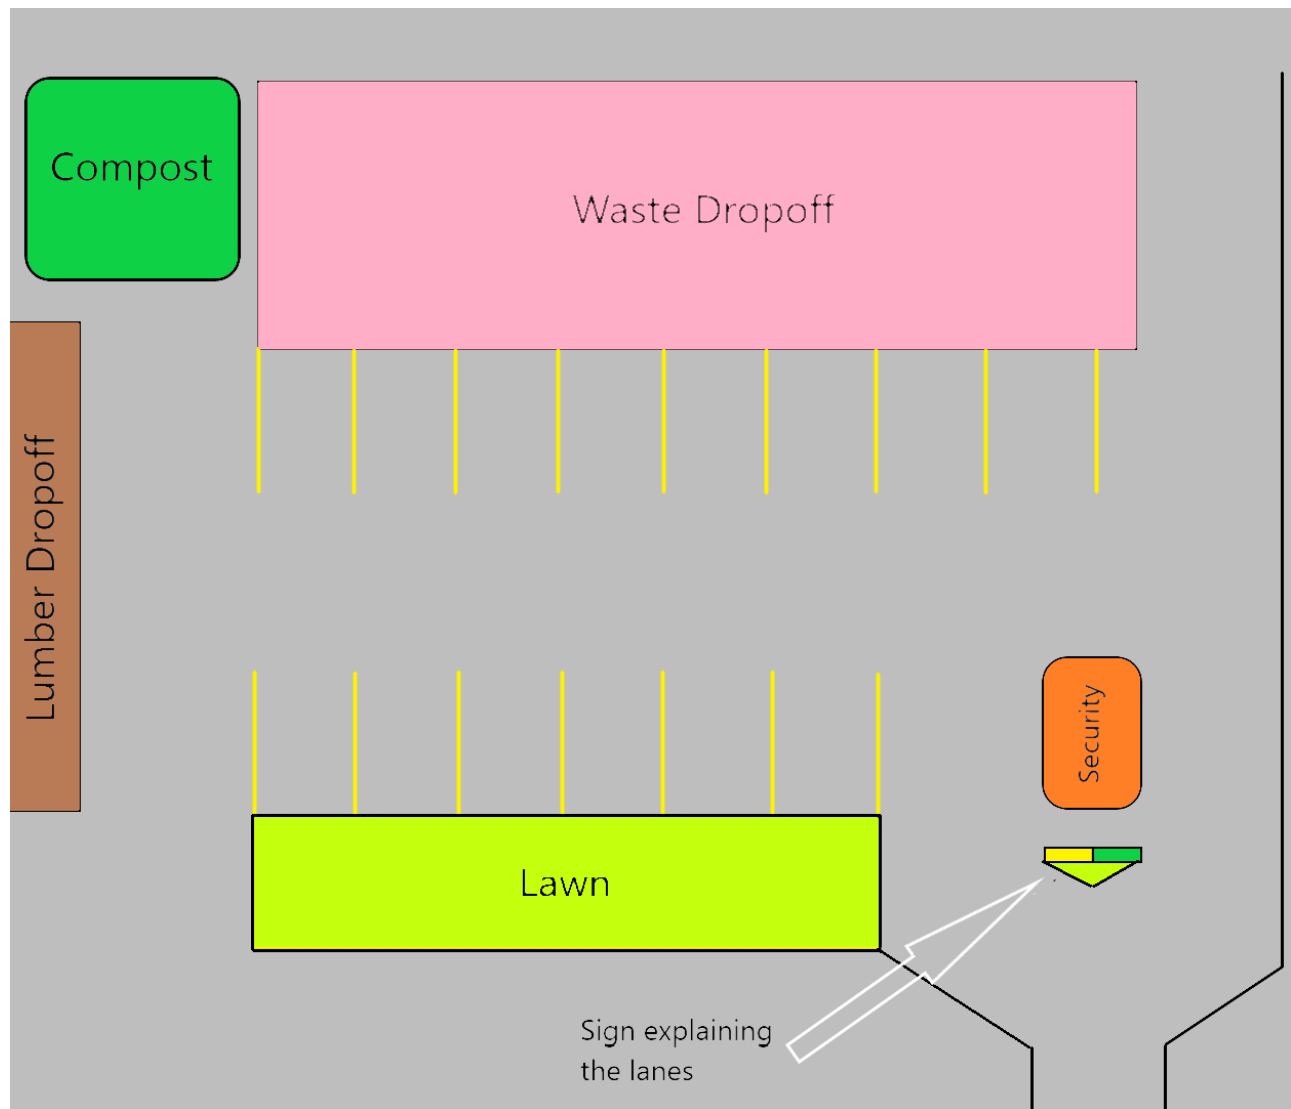 Compost
Waste Dropoff
Lumber Dropoff
Security
Lawn
Sign explaining
the lanes